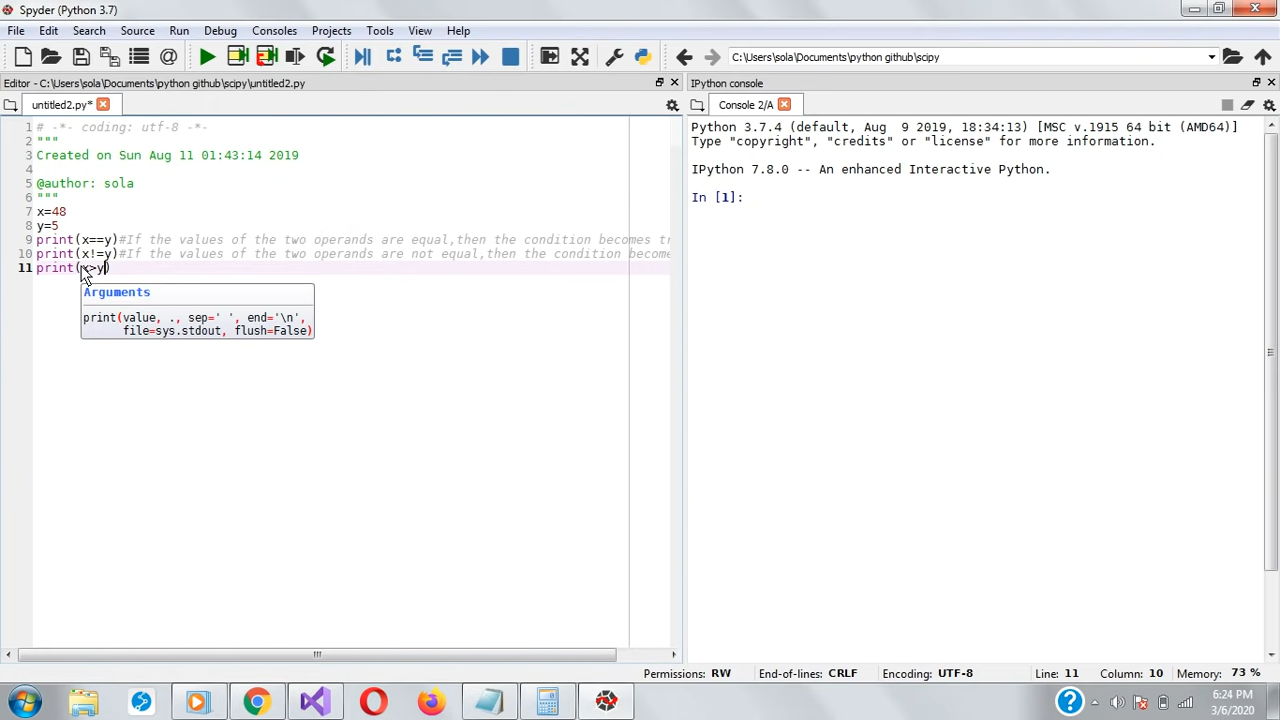 Spyder (Python 3.7)
File Edit Search Source Run Debug Consoles Projects Tools View Help
C:\Users\sola\Documents\python github\scipy
Editor - C:\Users\sola\Documents\python github\scipy\untitled2.py
IPython console
untitled2.py*
Console 2/A
1 # -*- coding: utf-8 -*-
2 """
3 Created on Sun Aug 11 01:43:14 2019
4
5 @author: sola
6 """
7 x=48
8 y=5
9 print(x==y)#If the values of the two operands are equal,then the condition becomes tr
10 print(x!=y)#If the values of the two operands are not equal,then the condition become
11 print(x>y)
Arguments
print(value, ., sep=' ', end='\n',
file=sys.stdout, flush=False)
Python 3.7.4 (default, Aug  9 2019, 18:34:13) [MSC v.1915 64 bit (AMD64)]
Type "copyright", "credits" or "license" for more information.
IPython 7.8.0 -- An enhanced Interactive Python.
In [1]:
Permissions: RW End-of-lines: CRLF Encoding: UTF-8 Line: 11 Column: 10 Memory: 73 %
6:24 PM
3/6/2020